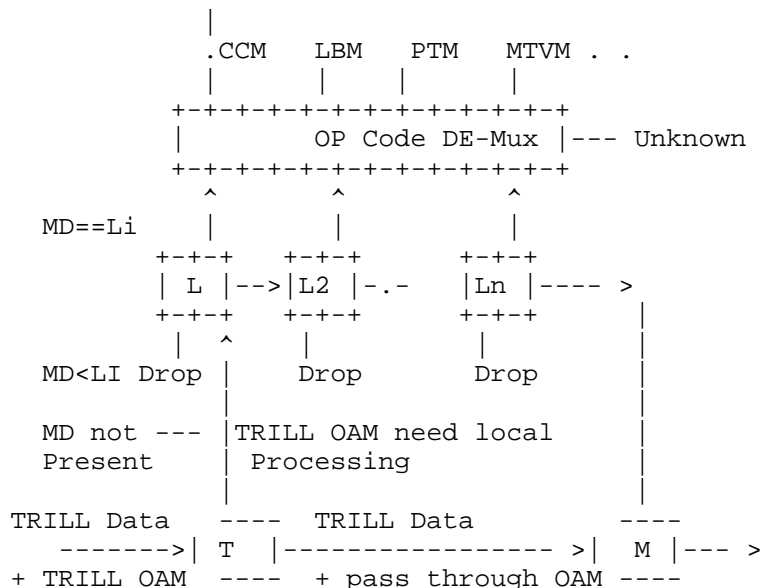 |
.CCM   LBM   PTM    MTVM . .
|      |    |       |
+-+-+-+-+-+-+-+-+-+-+-+-+
|        OP Code DE-Mux |--- Unknown
+-+-+-+-+-+-+-+-+-+-+-+-+
^       ^          ^
MD==Li     |       |          |
+-+-+   +-+-+      +-+-+
| L |-->|L2 |-.-   |Ln |---- >
+-+-+   +-+-+      +-+-+      |
| ^    |          |         |
MD<LI Drop |    Drop       Drop      |
|                         |
MD not --- |TRILL OAM need local     |
Present    | Processing              |
|                         |
TRILL Data   ----  TRILL Data           ----
------->| T  |----------------- >|  M |--- >
+ TRILL OAM  ----  + pass through OAM ----